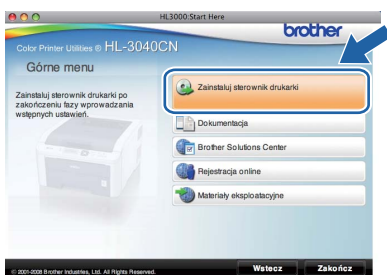 HL3000:Start Here
brother
Color Printer Utilities ® HL-3040CN
Górne menu
Zainstaluj sterownik drukarki po
zakończeniu fazy wprowadzania
wstępnych ustawień.
Zainstaluj sterownik drukarki
Dokumentacja
Brother Solutions Center
Rejestracja online
Materiały eksploatacyjne
© 2001-2008 Brother Industries, Ltd. All Rights Reserved.
Wstecz
Zakończ